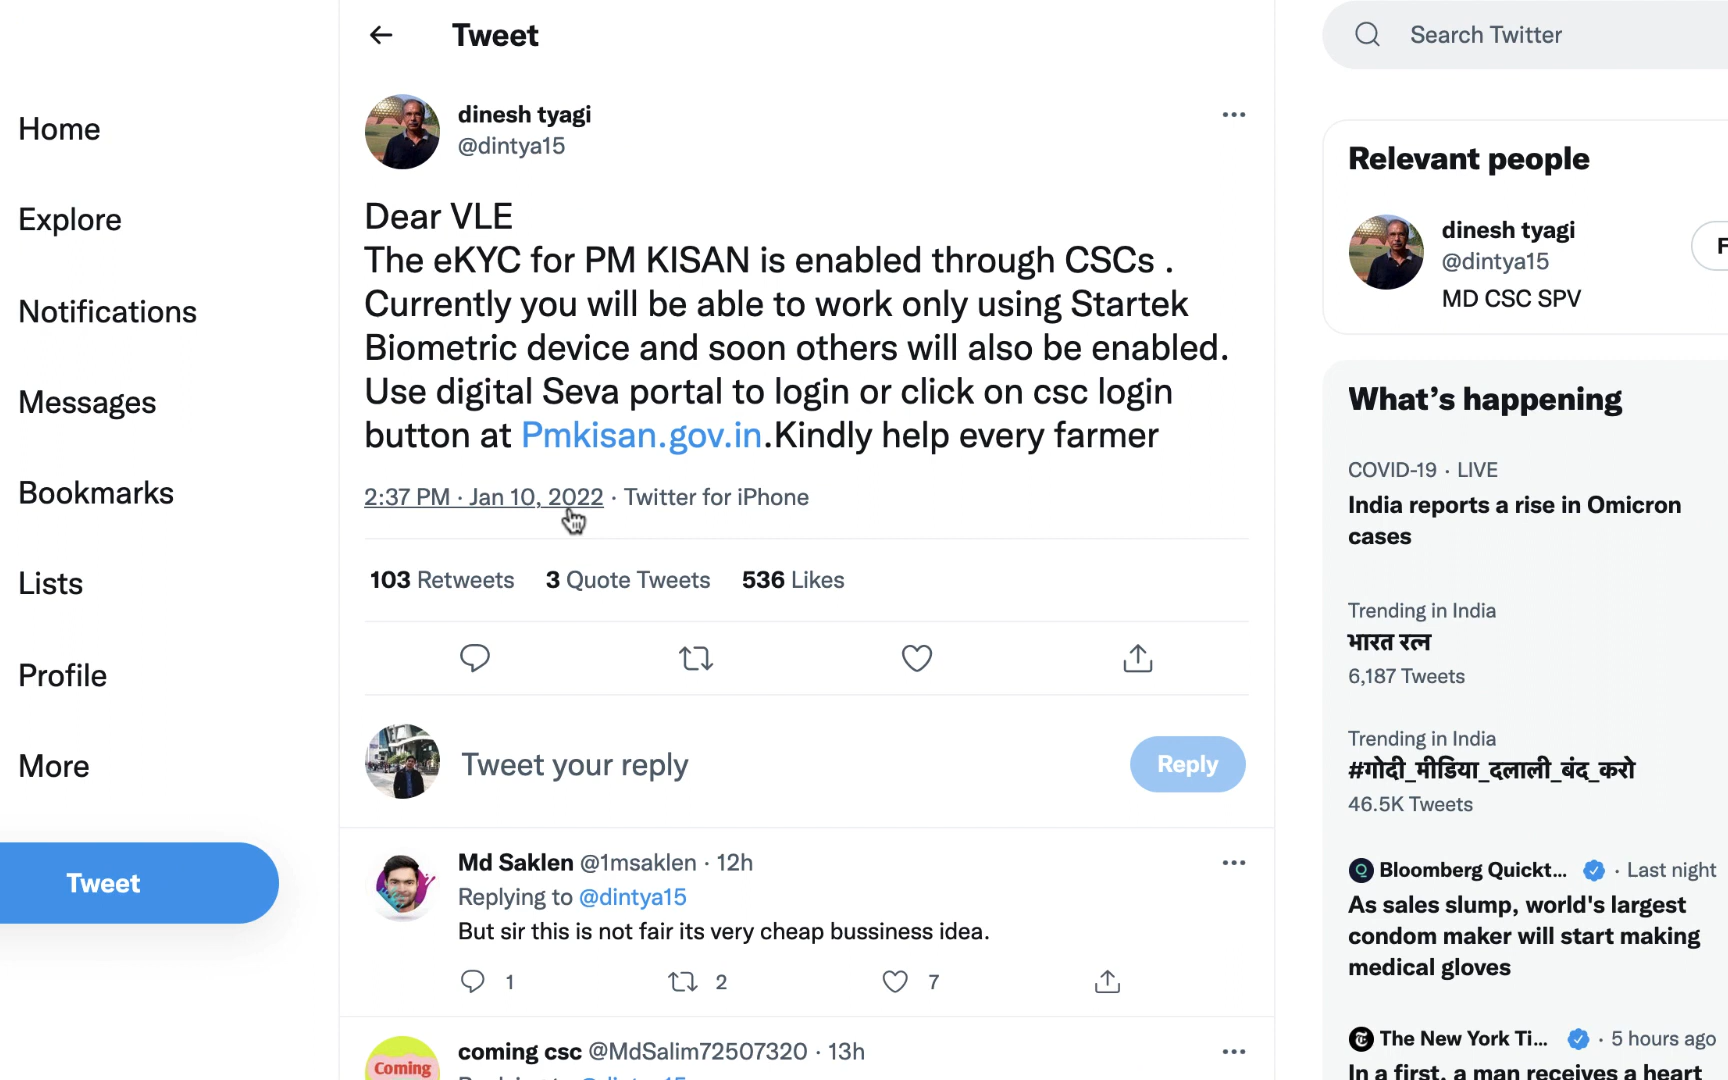 Home
Explore
Notifications
Messages
Bookmarks
Lists
Profile
More
Tweet
Tweet
dinesh tyagi
@dintya15
Dear VLE
The eKYC for PM KISAN is enabled through CSCs .
Currently you will be able to work only using Startek
Biometric device and soon others will also be enabled.
Use digital Seva portal to login or click on csc login
button at Pmkisan.gov.in.Kindly help every farmer
2:37 PM · Jan 10, 2022 · Twitter for iPhone
103 Retweets 3 Quote Tweets 536 Likes
Tweet your reply
Reply
Md Saklen @1msaklen · 12h
Replying to @dintya15
But sir this is not fair its very cheap bussiness idea.
1 2 7
coming csc @MdSalim72507320 · 13h
Coming
Search Twitter
Relevant people
dinesh tyagi
@dintya15
MD CSC SPV
What's happening
COVID-19 · LIVE
India reports a rise in Omicron
cases
Trending in India
भारत रत्न
6,187 Tweets
Trending in India
#गोदी_मीडिया_दलाली_बंद_करो
46.5K Tweets
Bloomberg Quickt... · Last night
As sales slump, world's largest
condom maker will start making
medical gloves
The New York Ti... · 5 hours ago
In a first, a man receives a heart